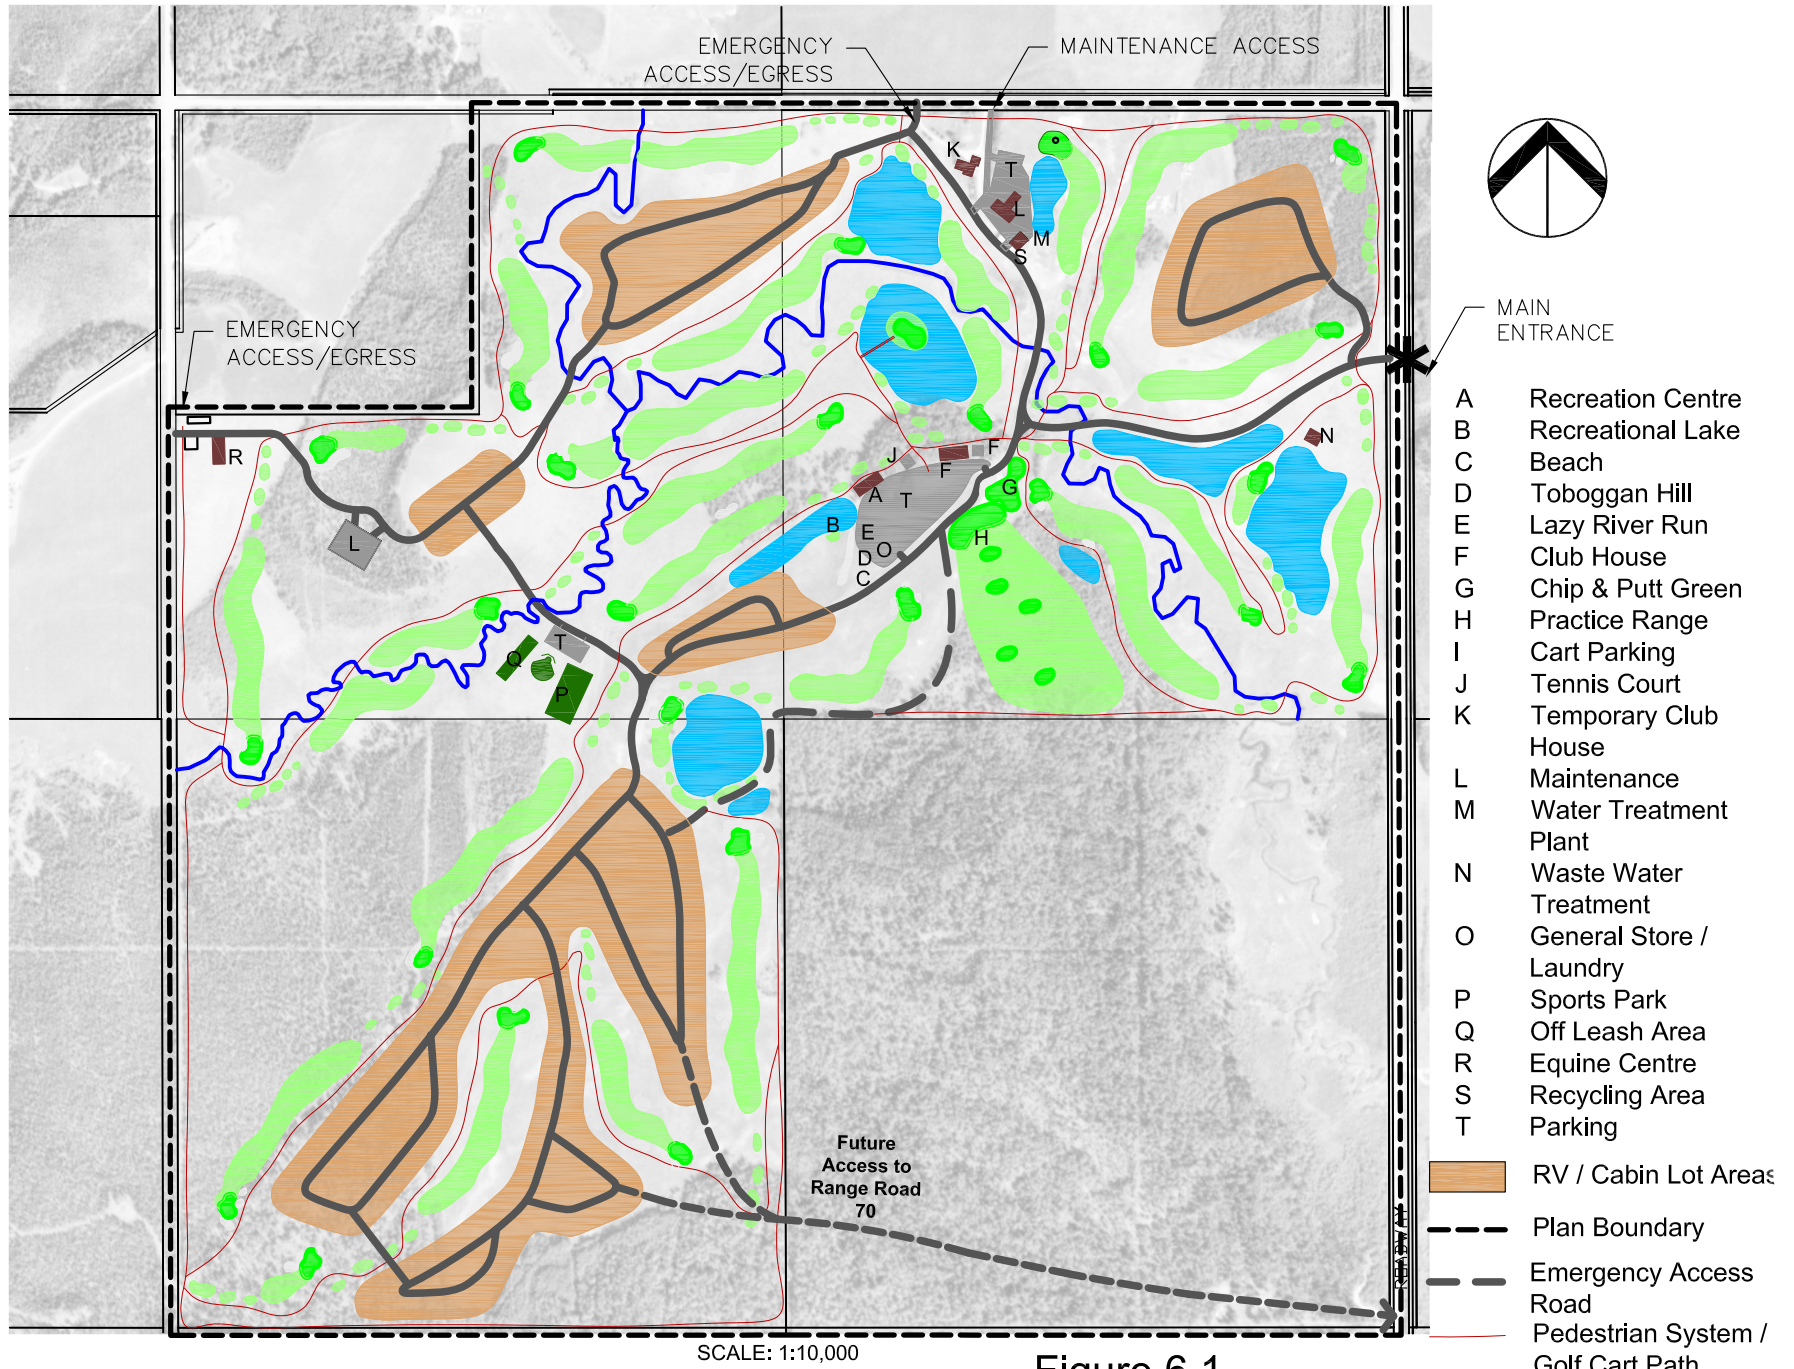 EMERGENCY
ACCESS/EGRESS
MAINTENANCE ACCESS
EMERGENCY
ACCESS/EGRESS
MAIN
ENTRANCE
K
T
L
M
S
R
L
J
F
F
A
T
G
B
E
H
D
O
C
N
Q
T
P
Future
Access to
Range Road
70
A Recreation Centre
B Recreational Lake
C Beach
D Toboggan Hill
E Lazy River Run
F Club House
G Chip & Putt Green
H Practice Range
I Cart Parking
J Tennis Court
K Temporary Club
House
L Maintenance
M Water Treatment
Plant
N Waste Water
Treatment
O General Store /
Laundry
P Sports Park
Q Off Leash Area
R Equine Centre
S Recycling Area
T Parking
RV / Cabin Lot Areas
Plan Boundary
Emergency Access
Road
Pedestrian System /
Golf Cart Path
SCALE: 1:10,000
Figure 6.1